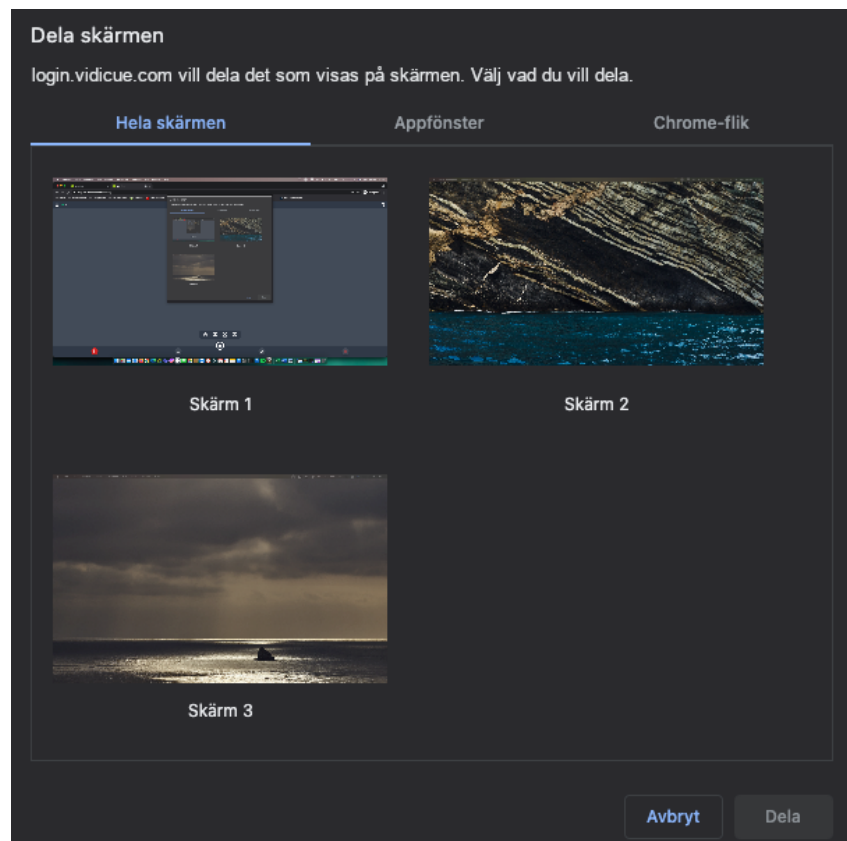 Dela skärmen
login.vidicue.com vill dela det som visas på skärmen. Välj vad du vill dela.
Hela skärmen Appfönster Chrome-flik
Skärm 1 Skärm 2
Skärm 3
Avbryt Dela